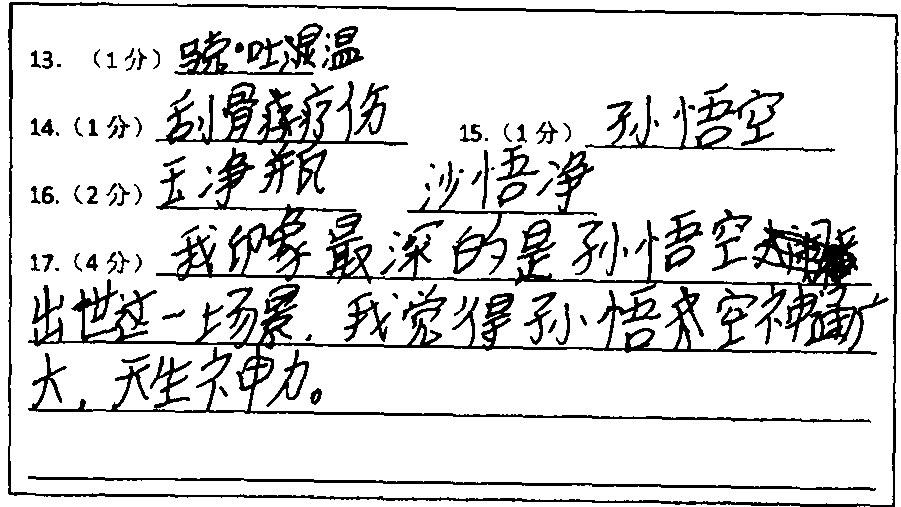 13. （1分）骁·吐温
14.（1分）刮骨疗伤 15.（1分）孙悟空
16.（2分）玉净瓶 沙悟净
17.（4分）我印象最深的是孙悟空
出世这一场景，我觉得孙悟空神通广
大，天生神力。